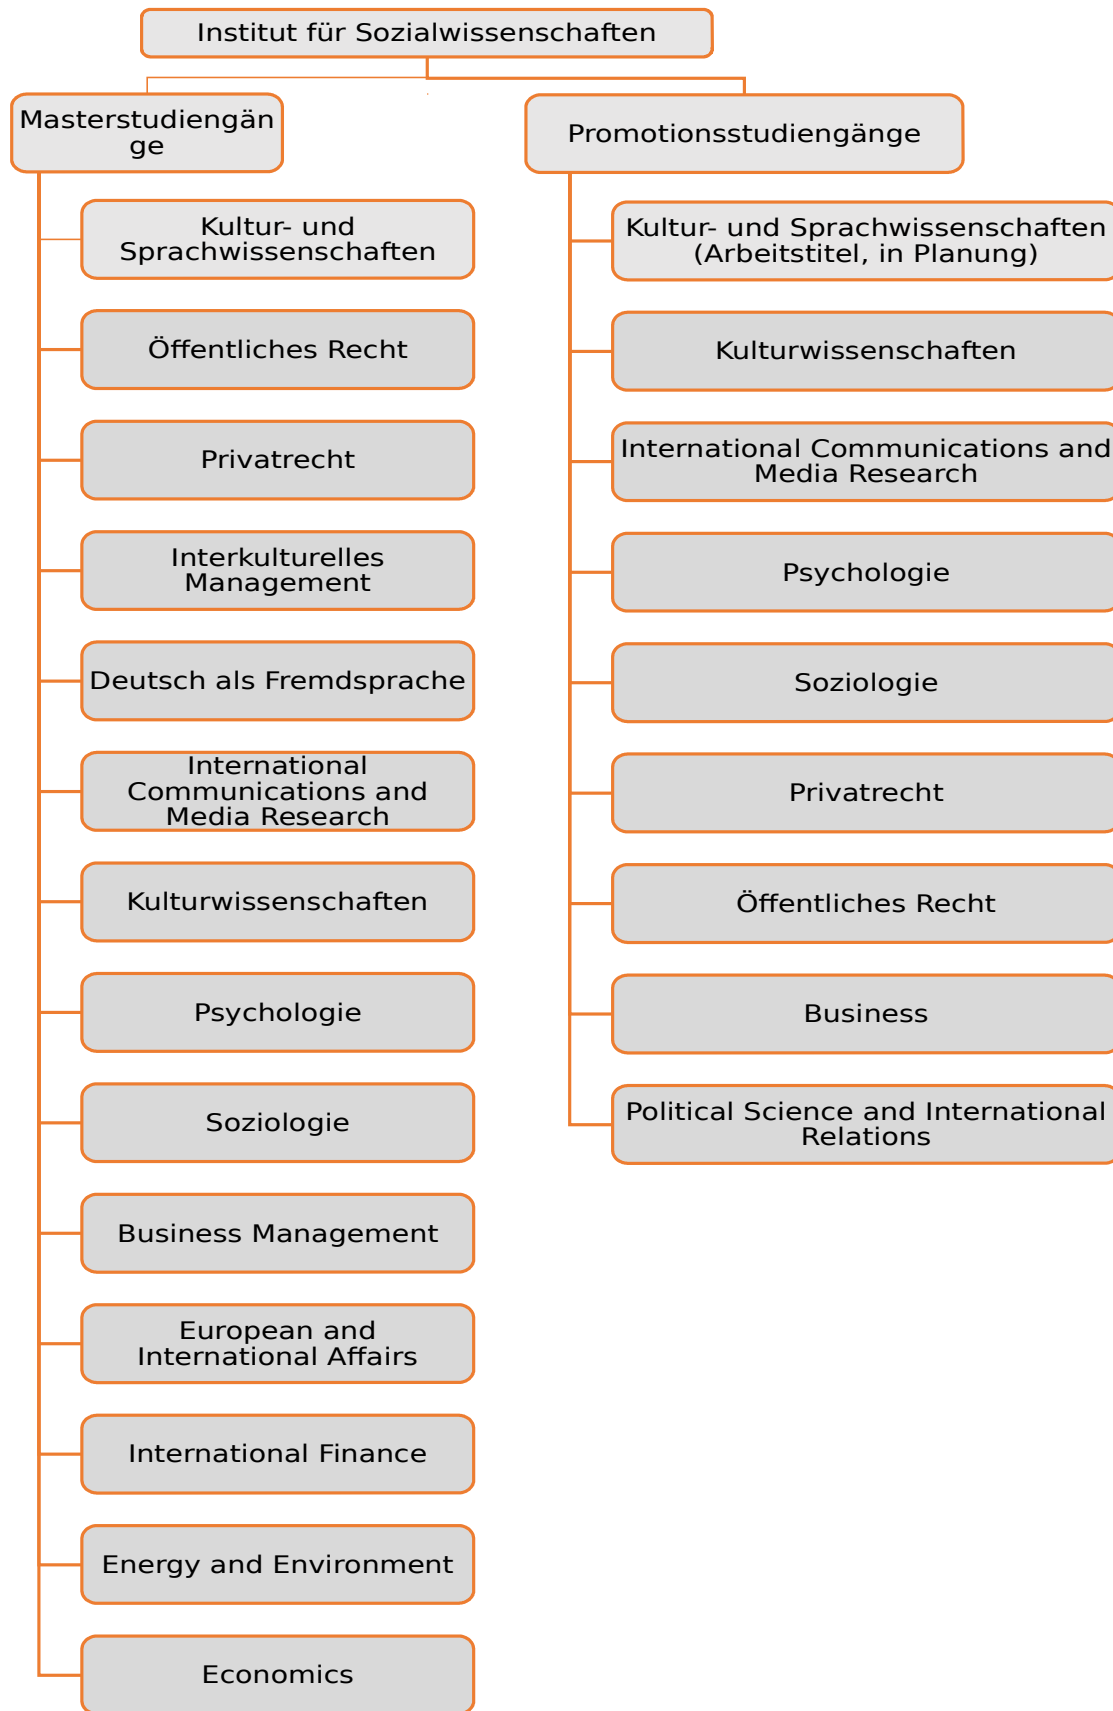 Institut für Sozialwissenschaften
Masterstudiengän
ge
Kultur- und
Sprachwissenschaften
Öffentliches Recht
Privatrecht
Interkulturelles
Management
Deutsch als Fremdsprache
International
Communications and
Media Research
Kulturwissenschaften
Psychologie
Soziologie
Business Management
European and
International Affairs
International Finance
Energy and Environment
Economics
Promotionsstudiengänge
Kultur- und Sprachwissenschaften
(Arbeitstitel, in Planung)
Kulturwissenschaften
International Communications and
Media Research
Psychologie
Soziologie
Privatrecht
Öffentliches Recht
Business
Political Science and International
Relations